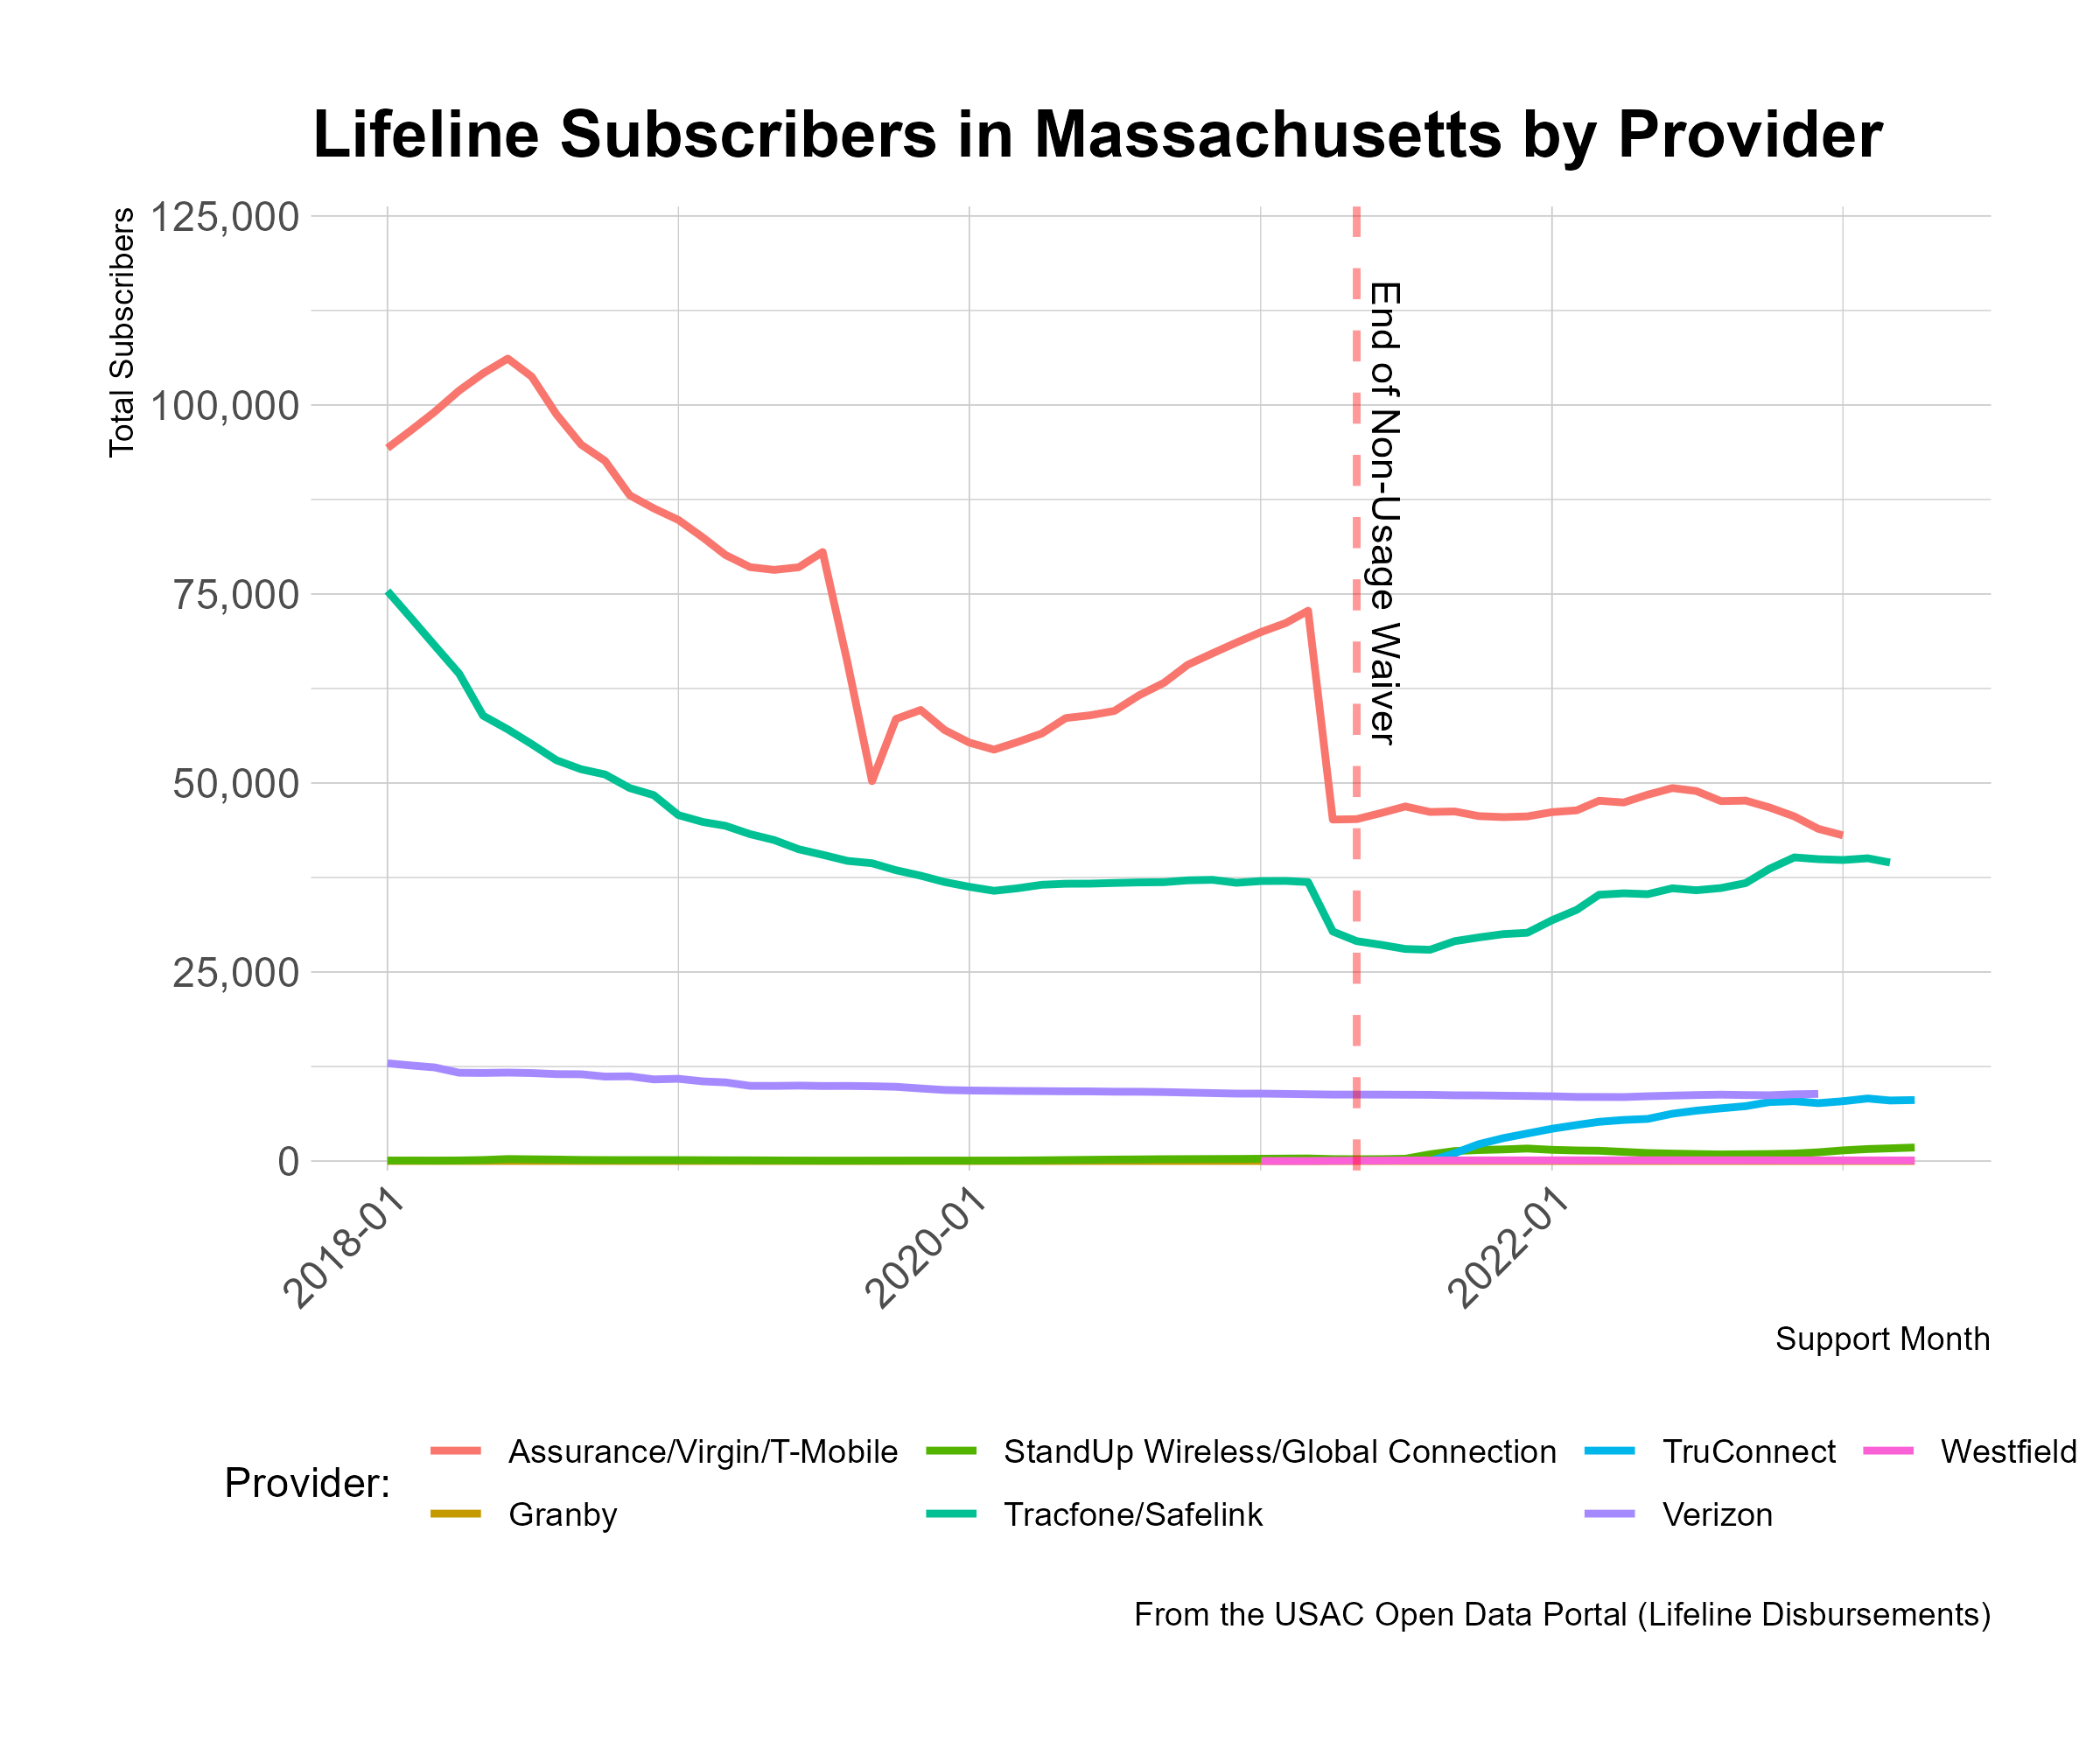 Lifeline Subscribers in Massachusetts by Provider
Total Subscribers
125,000
100,000
75,000
50,000
25,000
0
End of Non-Usage Waiver
2018-01
2020-01
2022-01
Support Month
Provider:
Assurance/Virgin/T-Mobile
StandUp Wireless/Global Connection
TruConnect
Westfield
Granby
Tracfone/Safelink
Verizon
From the USAC Open Data Portal (Lifeline Disbursements)